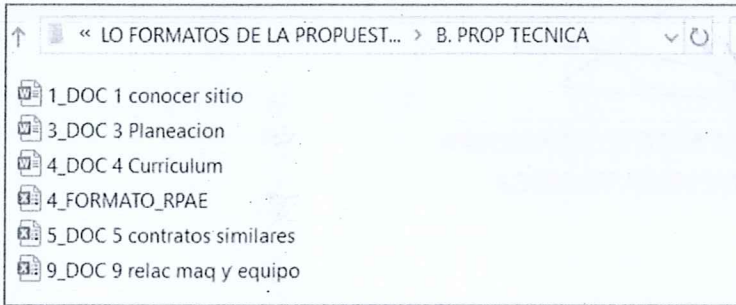 « LO FORMATOS DE LA PROPUEST... > B. PROP TECNICA
1_DOC 1 conocer sitio
3_DOC 3 Planeacion
4_DOC 4 Curriculum
4_FORMATO_RPAE
5_DOC 5 contratos similares
9_DOC 9 relac maq y equipo